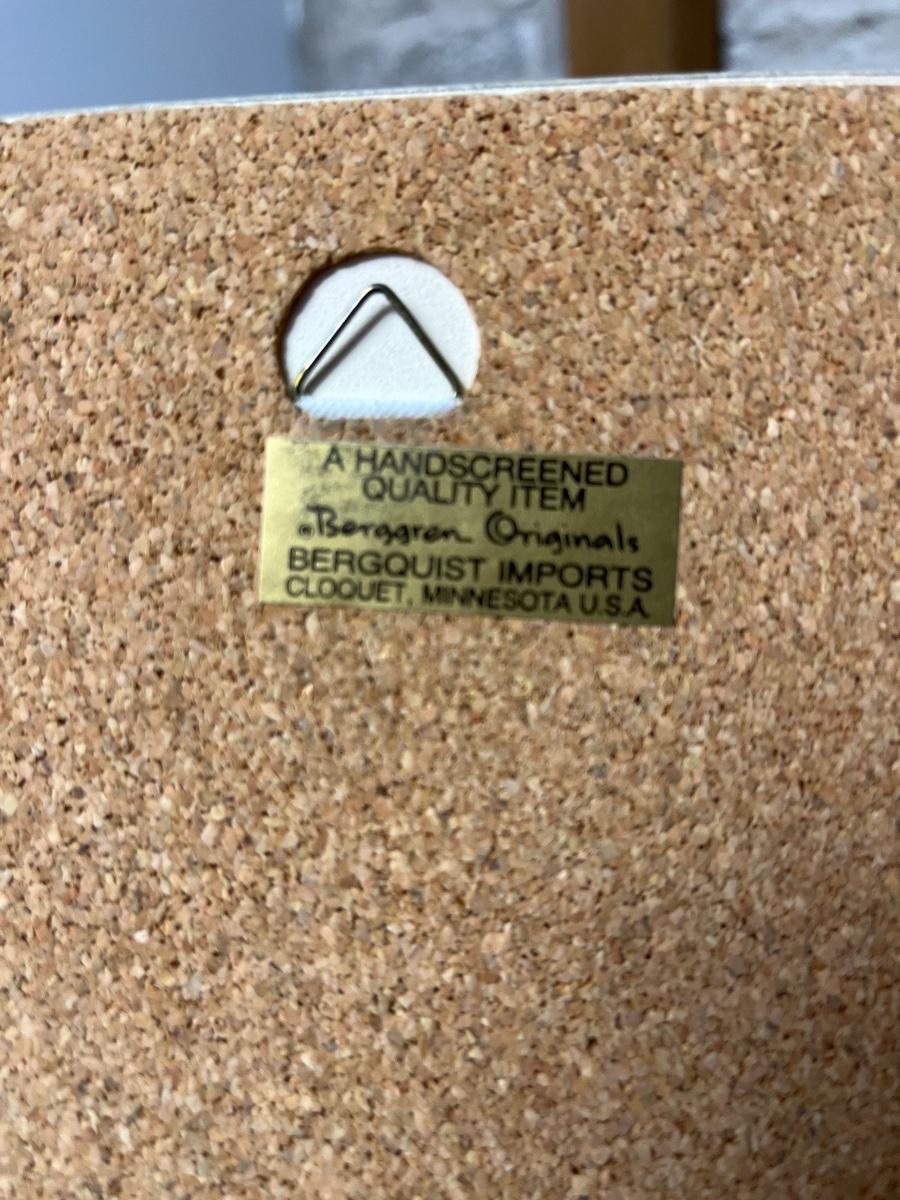 A HANDSCREENED
QUALITY ITEM
©Berggren Originals
BERGQUIST IMPORTS
CLOQUET, MINNESOTA U.S.A.